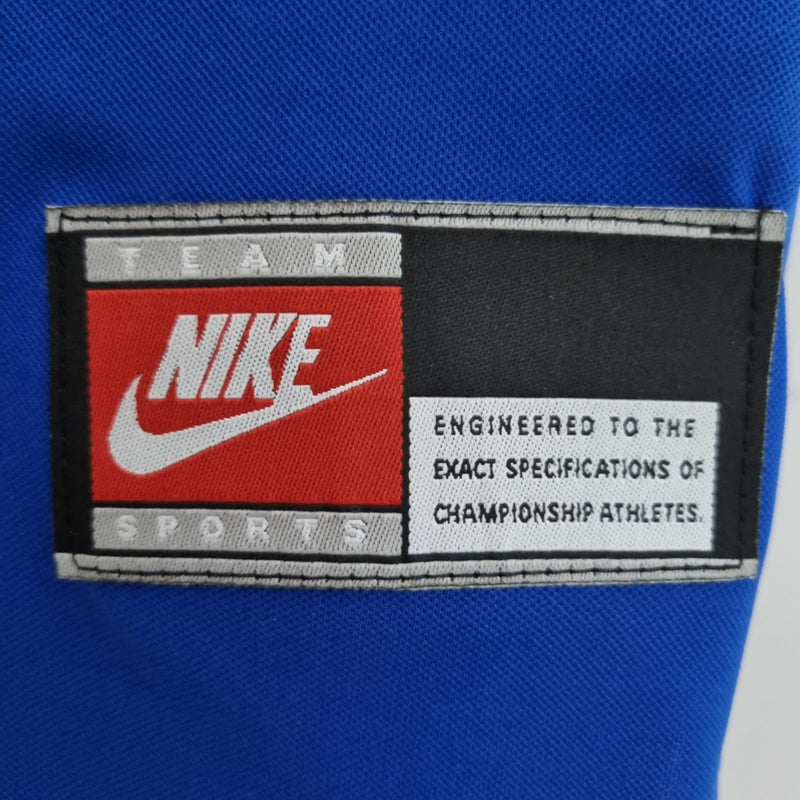 TEAM
NIKE
SPORTS
ENGINEERED TO THE
EXACT SPECIFICATIONS OF
CHAMPIONSHIP ATHLETES.